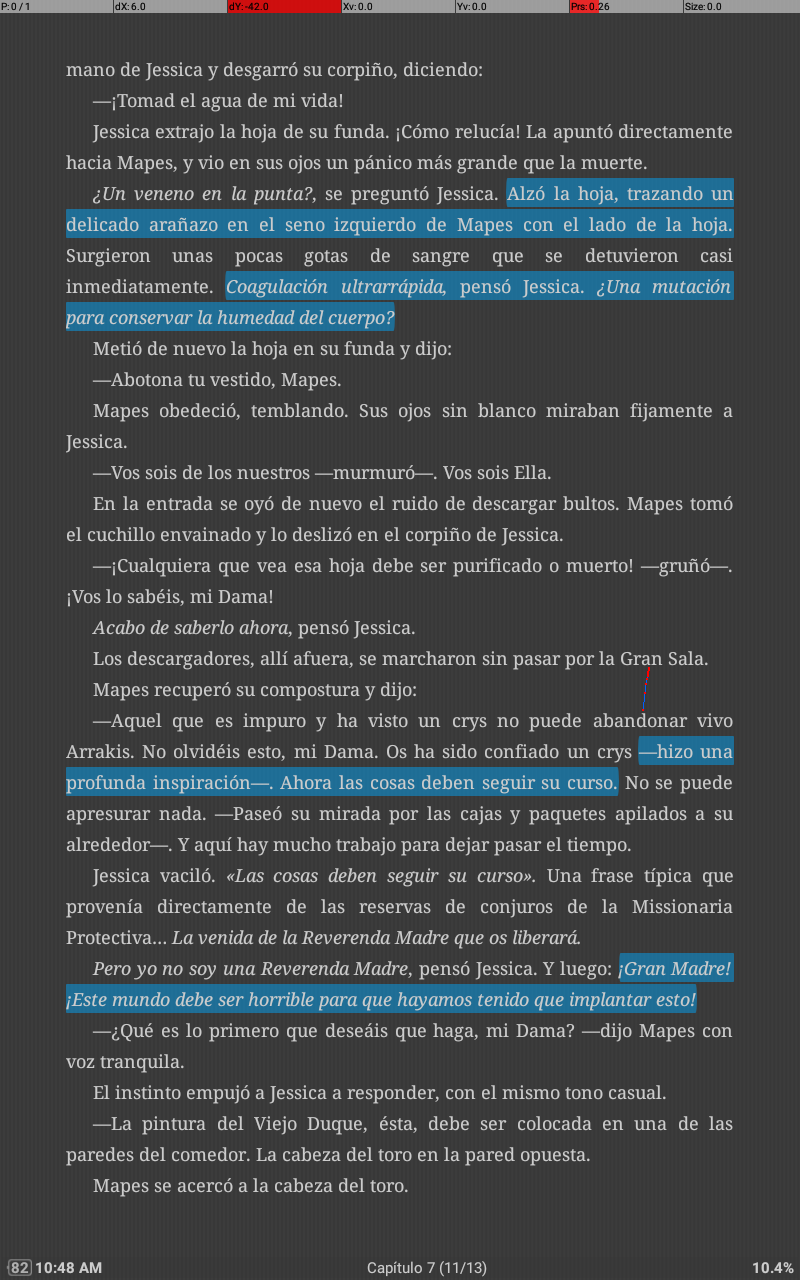 P: 0 / 1 dX: 6.0 dY: -42.0 Xv: 0.0 Yv: 0.0 Prs: 0.26 Size: 0.0
mano de Jessica y desgarró su corpiño, diciendo:
—¡Tomad el agua de mi vida!
Jessica extrajo la hoja de su funda. ¡Cómo relucía! La apuntó directamente
hacia Mapes, y vio en sus ojos un pánico más grande que la muerte.
¿Un veneno en la punta?, se preguntó Jessica. Alzó la hoja, trazando un
delicado arañazo en el seno izquierdo de Mapes con el lado de la hoja.
Surgieron unas pocas gotas de sangre que se detuvieron casi
inmediatamente. Coagulación ultrarrápida, pensó Jessica. ¿Una mutación
para conservar la humedad del cuerpo?
Metió de nuevo la hoja en su funda y dijo:
—Abotona tu vestido, Mapes.
Mapes obedeció, temblando. Sus ojos sin blanco miraban fijamente a
Jessica.
—Vos sois de los nuestros —murmuró—. Vos sois Ella.
En la entrada se oyó de nuevo el ruido de descargar bultos. Mapes tomó
el cuchillo envainado y lo deslizó en el corpiño de Jessica.
—¡Cualquiera que vea esa hoja debe ser purificado o muerto! —gruñó—.
¡Vos lo sabéis, mi Dama!
Acabo de saberlo ahora, pensó Jessica.
Los descargadores, allí afuera, se marcharon sin pasar por la Gran Sala.
Mapes recuperó su compostura y dijo:
—Aquel que es impuro y ha visto un crys no puede abandonar vivo
Arrakis. No olvidéis esto, mi Dama. Os ha sido confiado un crys —hizo una
profunda inspiración—. Ahora las cosas deben seguir su curso. No se puede
apresurar nada. —Paseó su mirada por las cajas y paquetes apilados a su
alrededor—. Y aquí hay mucho trabajo para dejar pasar el tiempo.
Jessica vaciló. «Las cosas deben seguir su curso». Una frase típica que
provenía directamente de las reservas de conjuros de la Missionaria
Protectiva… La venida de la Reverenda Madre que os liberará.
Pero yo no soy una Reverenda Madre, pensó Jessica. Y luego: ¡Gran Madre!
¡Este mundo debe ser horrible para que hayamos tenido que implantar esto!
—¿Qué es lo primero que deseáis que haga, mi Dama? —dijo Mapes con
voz tranquila.
El instinto empujó a Jessica a responder, con el mismo tono casual.
—La pintura del Viejo Duque, ésta, debe ser colocada en una de las
paredes del comedor. La cabeza del toro en la pared opuesta.
Mapes se acercó a la cabeza del toro.
82 10:48 AM Capítulo 7 (11/13) 10.4%